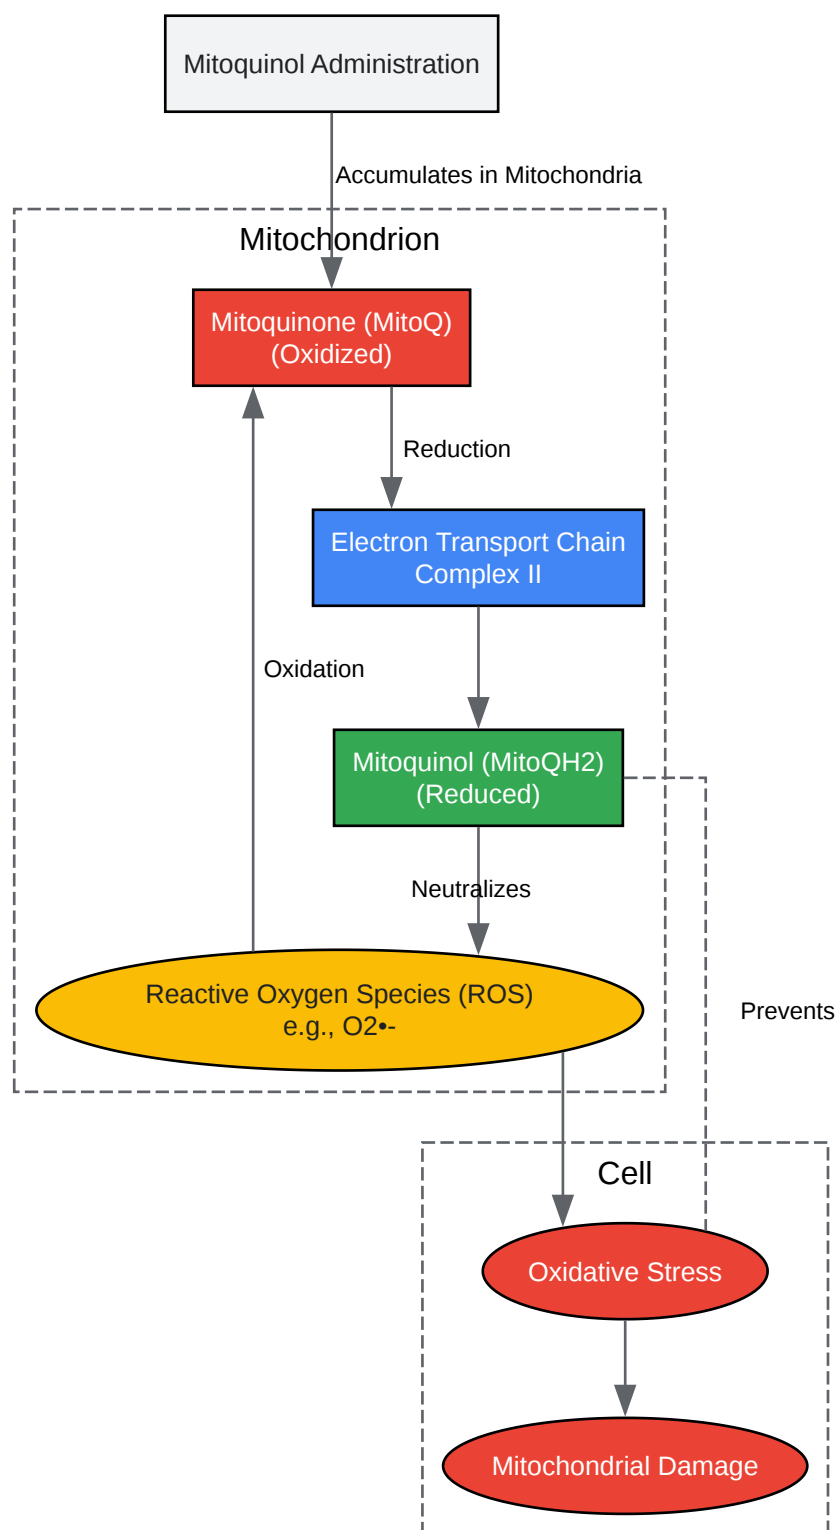 Mitoquinol Administration
Accumulates in Mitochondria
Mitochondrion
Mitoquinone (MitoQ)
(Oxidized)
Reduction
Electron Transport Chain
Complex II
Oxidation
Mitoquinol (MitoQH2)
(Reduced)
Neutralizes
Reactive Oxygen Species (ROS)
e.g., O2•-
Prevents
Cell
Oxidative Stress
Mitochondrial Damage